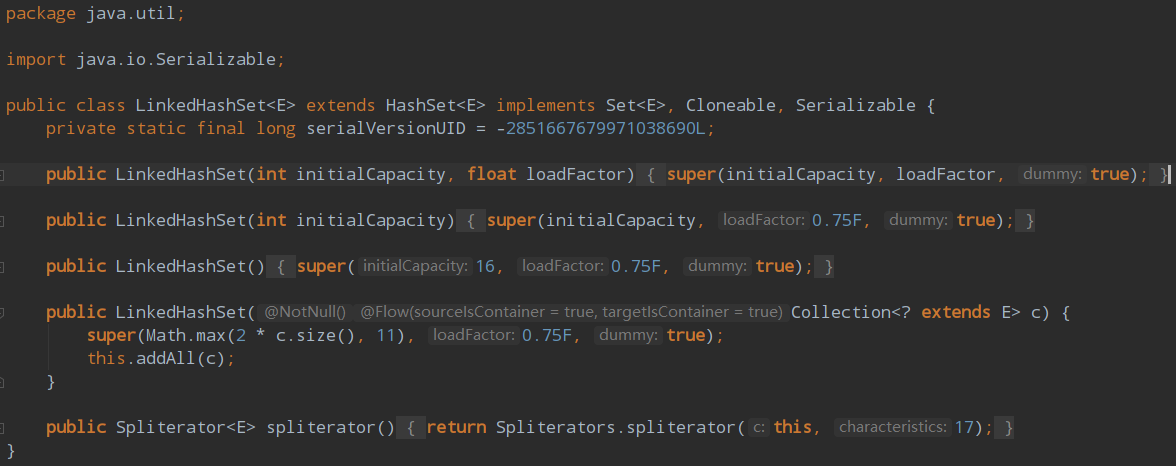 package java.util;
import java.io.Serializable;
public class LinkedHashSet<E> extends HashSet<E> implements Set<E>, Cloneable, Serializable {
private static final long serialVersionUID = -2851667679971038690L;
public LinkedHashSet(int initialCapacity, float loadFactor) { super(initialCapacity, loadFactor, dummy: true); }
public LinkedHashSet(int initialCapacity) { super(initialCapacity, loadFactor: 0.75F, dummy: true); }
public LinkedHashSet() { super( initialCapacity: 16, loadFactor: 0.75F, dummy: true); }
public LinkedHashSet( @NotNull() @Flow(sourceIsContainer = true, targetIsContainer = true) Collection<? extends E> c) {
super(Math.max(2 * c.size(), 11), loadFactor: 0.75F, dummy: true);
this.addAll(c);
}
public Spliterator<E> spliterator() { return Spliterators.spliterator( c: this, characteristics: 17); }
}